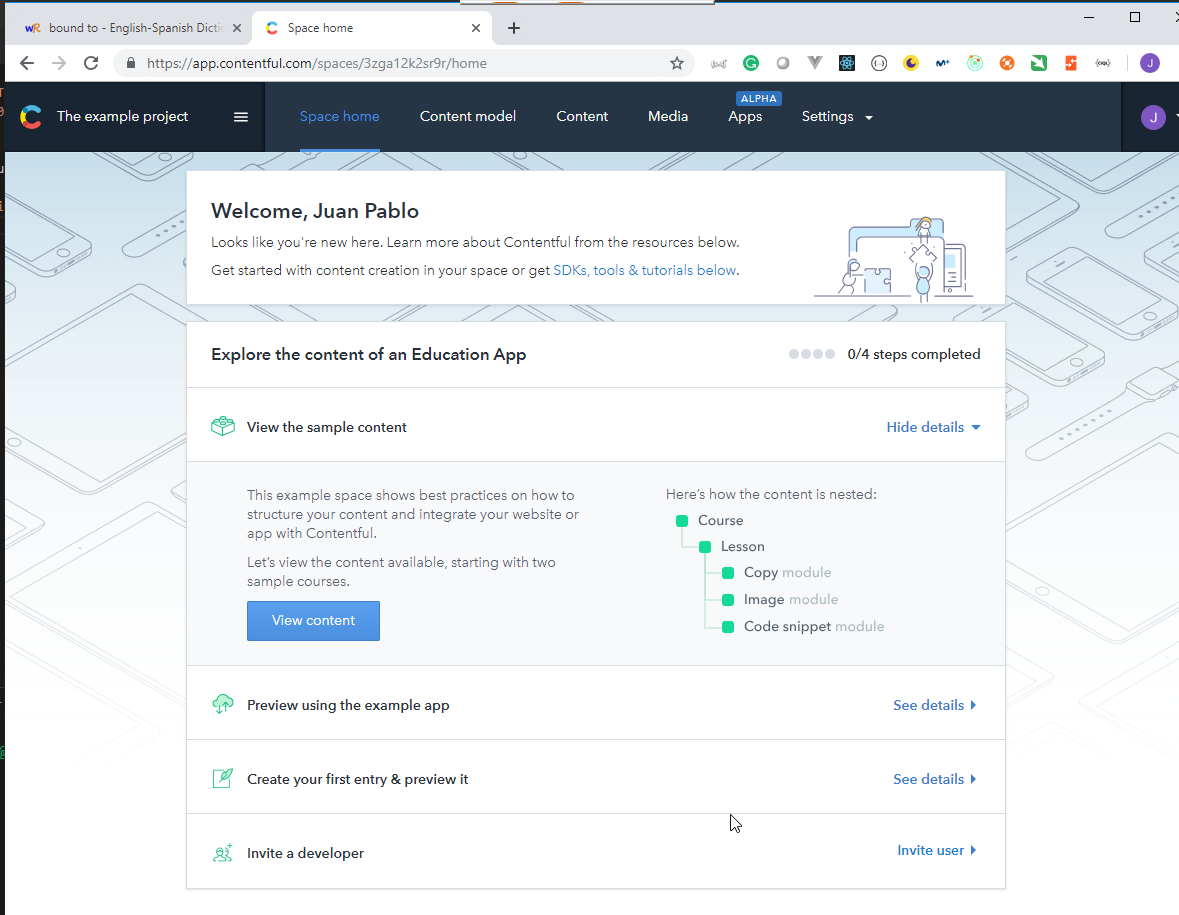 wR bound to - English-Spanish Dictio
Space home
https://app.contentful.com/spaces/3zga12k2sr9r/home
J
The example project
Space home
Content model
Content
Media
ALPHA
Apps
Settings
J
Welcome, Juan Pablo
Looks like you're new here. Learn more about Contentful from the resources below.
Get started with content creation in your space or get SDKs, tools & tutorials below.
Explore the content of an Education App
0/4 steps completed
View the sample content
Hide details
This example space shows best practices on how to
structure your content and integrate your website or
app with Contentful.
Let's view the content available, starting with two
sample courses.
View content
Here's how the content is nested:
Course
Lesson
Copy module
Image module
Code snippet module
Preview using the example app
See details
Create your first entry & preview it
See details
Invite a developer
Invite user